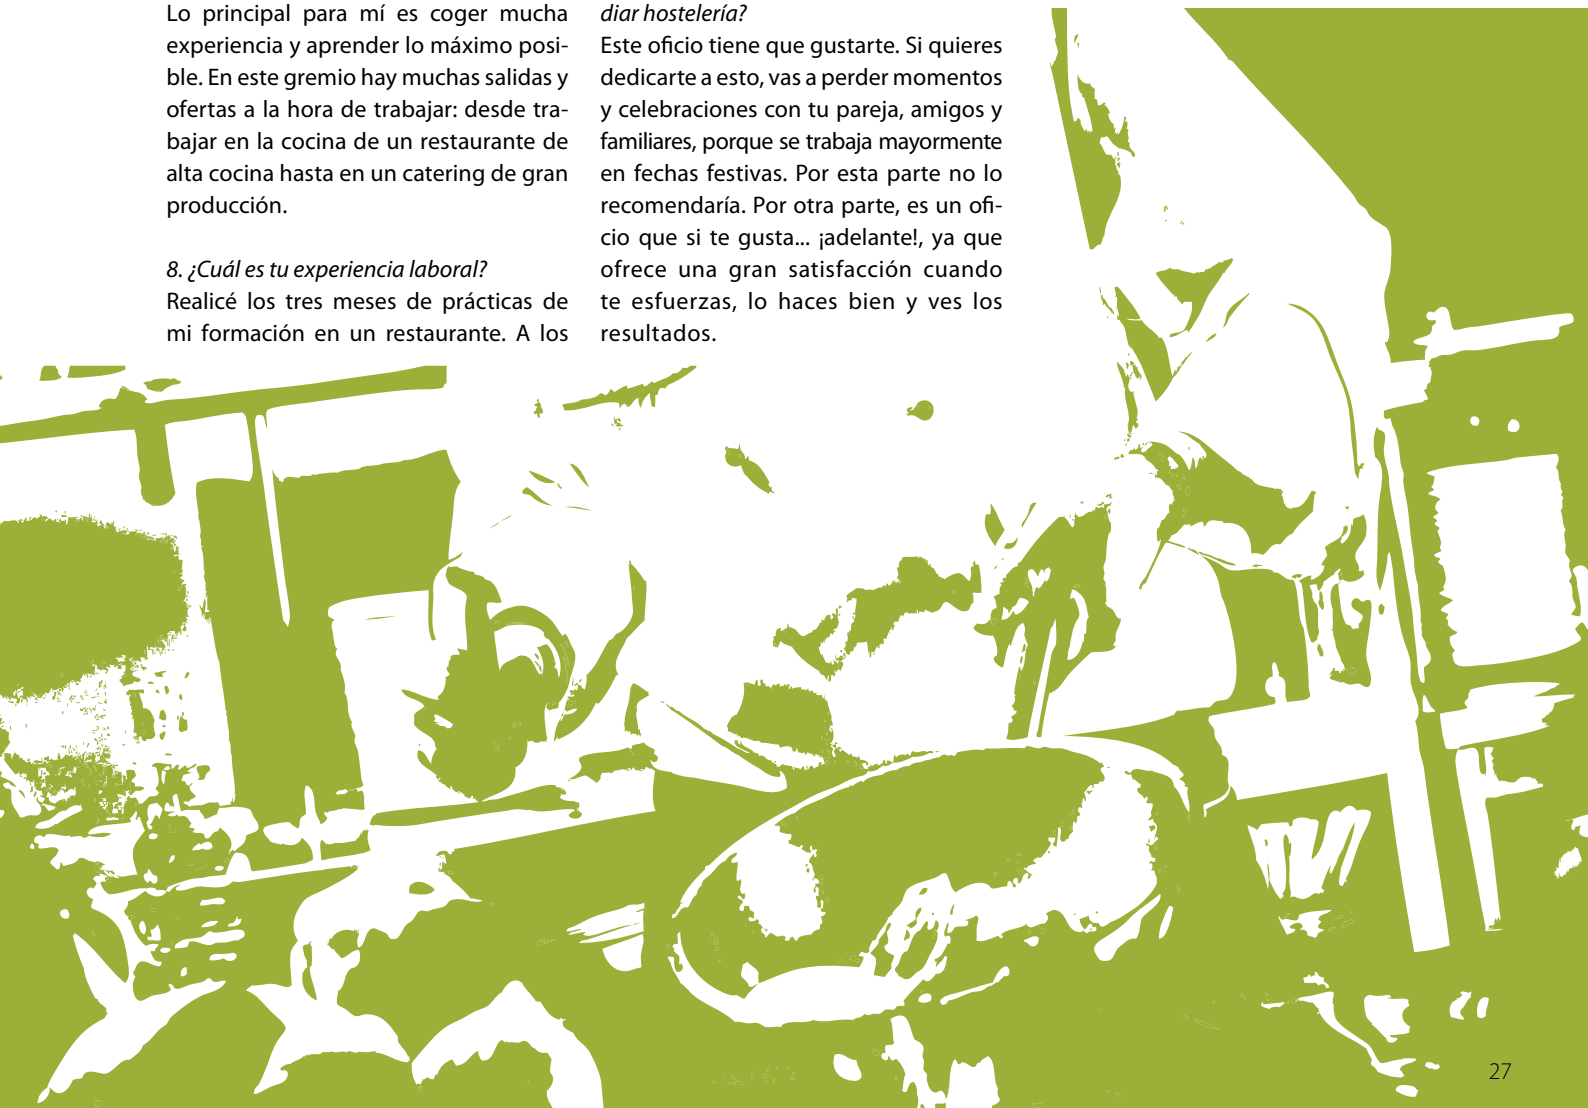 Lo principal para mí es coger mucha
experiencia y aprender lo máximo posi-
ble. En este gremio hay muchas salidas y
ofertas a la hora de trabajar: desde tra-
bajar en la cocina de un restaurante de
alta cocina hasta en un catering de gran
producción.
8. ¿Cuál es tu experiencia laboral?
Realicé los tres meses de prácticas de
mi formación en un restaurante. A los
diar hostelería?
Este oficio tiene que gustarte. Si quieres
dedicarte a esto, vas a perder momentos
y celebraciones con tu pareja, amigos y
familiares, porque se trabaja mayormente
en fechas festivas. Por esta parte no lo
recomendaría. Por otra parte, es un ofi-
cio que si te gusta... ¡adelante!, ya que
ofrece una gran satisfacción cuando
te esfuerzas, lo haces bien y ves los
resultados.
27